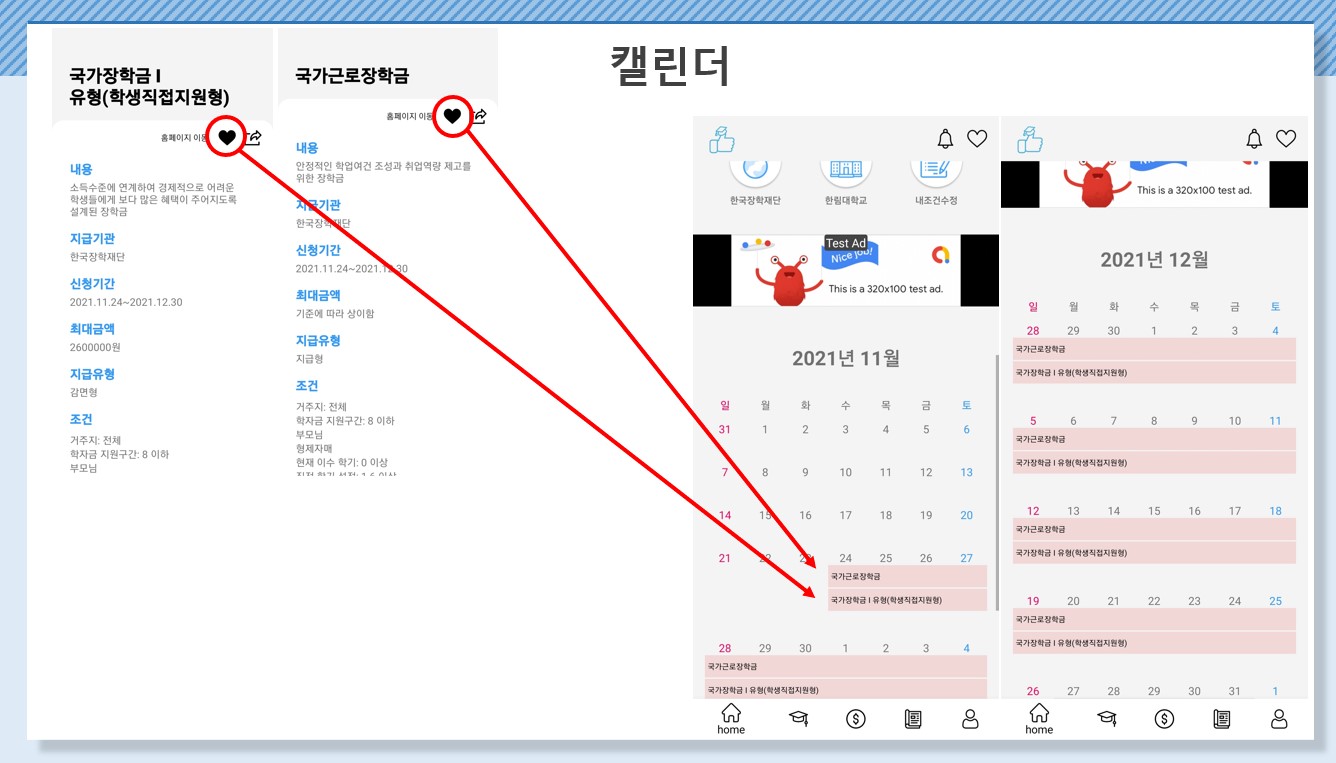 캘린더
국가장학금 I
유형(학생직접지원형)
홈페이지 이동
내용
소득수준에 연계하여 경제적으로 어려운
학생들에게 보다 많은 혜택이 주어지도록
설계된 장학금
지급기관
한국장학재단
신청기간
2021.11.24~2021.12.30
최대금액
2600000원
지급유형
감면형
조건
거주지: 전체
학자금 지원구간: 8 이하
부모님
국가근로장학금
홈페이지 이동
내용
안정적인 학업여건 조성과 취업역량 제고를
위한 장학금
지급기관
한국장학재단
신청기간
2021.11.24~2021.12.30
최대금액
기준에 따라 상이함
지급유형
지급형
조건
거주지: 전체
학자금 지원구간: 8 이하
부모님
형제자매
현재 이수 학기: 0 이상
한국장학재단 한림대학교 내조건수정
Test Ad
Nice job!
This is a 320x100 test ad.
2021년 11월
일 월 화 수 목 금 토
31 1 2 3 4 5 6
7 8 9 10 11 12 13
14 15 16 17 18 19 20
21 22 23 24 25 26 27
국가근로장학금
국가장학금 I 유형(학생직접지원형)
28 29 30 1 2 3 4
국가근로장학금
국가장학금 I 유형(학생직접지원형)
home
This is a 320x100 test ad.
2021년 12월
일 월 화 수 목 금 토
28 29 30 1 2 3 4
국가근로장학금
국가장학금 I 유형(학생직접지원형)
5 6 7 8 9 10 11
국가근로장학금
국가장학금 I 유형(학생직접지원형)
12 13 14 15 16 17 18
국가근로장학금
국가장학금 I 유형(학생직접지원형)
19 20 21 22 23 24 25
국가근로장학금
국가장학금 I 유형(학생직접지원형)
26 27 28 29 30 31 1
home